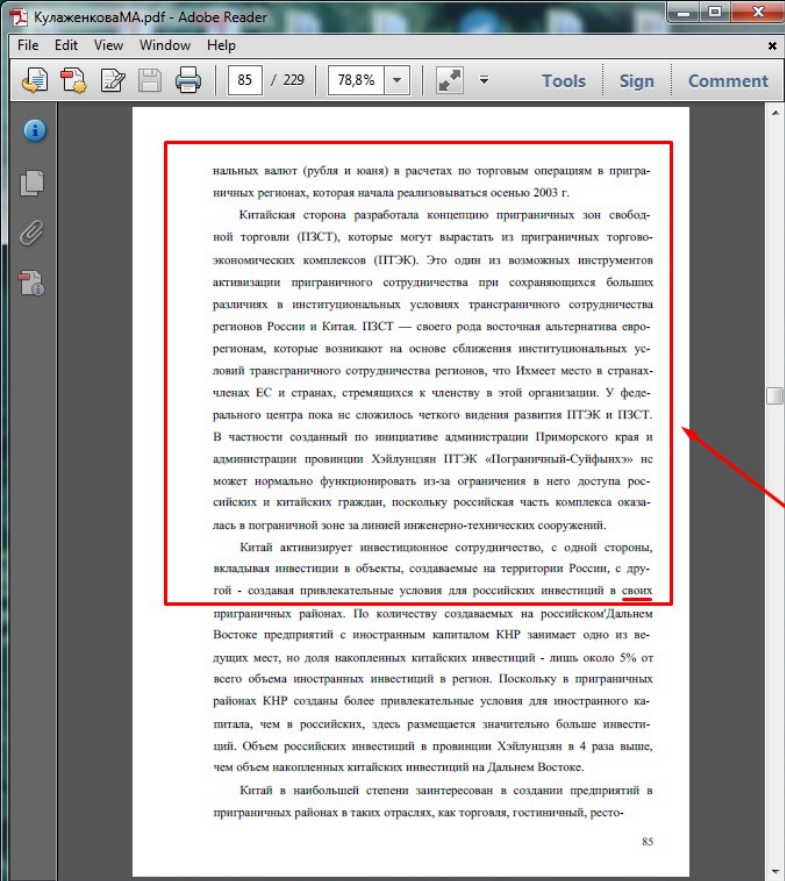 КулаженковаМА.pdf - Adobe Reader
File Edit View Window Help
85 / 229 78,8% Tools Sign Comment
нальных валют (рубля и юаня) в расчетах по торговым операциям в пригра-
ничных регионах, которая начала реализовываться осенью 2003 г.
Китайская сторона разработала концепцию приграничных зон свобод-
ной торговли (ПЗСТ), которые могут вырастать из приграничных торгово-
экономических комплексов (ПТЭК). Это один из возможных инструментов
активизации приграничного сотрудничества при сохраняющихся больших
различиях в институциональных условиях трансграничного сотрудничества
регионов России и Китая. ПЗСТ — своего рода восточная альтернатива евро-
регионам, которые возникают на основе сближения институциональных ус-
ловий трансграничного сотрудничества регионов, что Ихмеет место в странах-
членах ЕС и странах, стремящихся к членству в этой организации. У феде-
рального центра пока нс сложилось четкого видения развития ПТЭК и ПЗСТ.
В частности созданный по инициативе администрации Приморского края и
администрации провинции Хэйлунцзян ПТЭК «Пограничный-Суйфынхэ» нс
может нормально функционировать из-за ограничения в него доступа рос-
сийских и китайских граждан, поскольку российская часть комплекса оказа-
лась в пограничной зоне за линией инженерно-технических сооружений.
Китай активизирует инвестиционное сотрудничество, с одной стороны,
вкладывая инвестиции в объекты, создаваемые на территории России, с дру-
гой - создавая привлекательные условия для российских инвестиций в своих
приграничных районах. По количеству создаваемых на российском'Дальнем
Востоке предприятий с иностранным капиталом КНР занимает одно из ве-
дущих мест, но доля накопленных китайских инвестиций - лишь около 5% от
всего объема иностранных инвестиций в регион. Поскольку в приграничных
районах КНР созданы более привлекательные условия для иностранного ка-
питала, чем в российских, здесь размещается значительно больше инвести-
ций. Объем российских инвестиций в провинции Хэйлунцзян в 4 раза выше,
чем объем накопленных китайских инвестиций на Дальнем Востоке.
Китай в наибольшей степени заинтересован в создании предприятий в
приграничных районах в таких отраслях, как торговля, гостиничный, ресто-
85